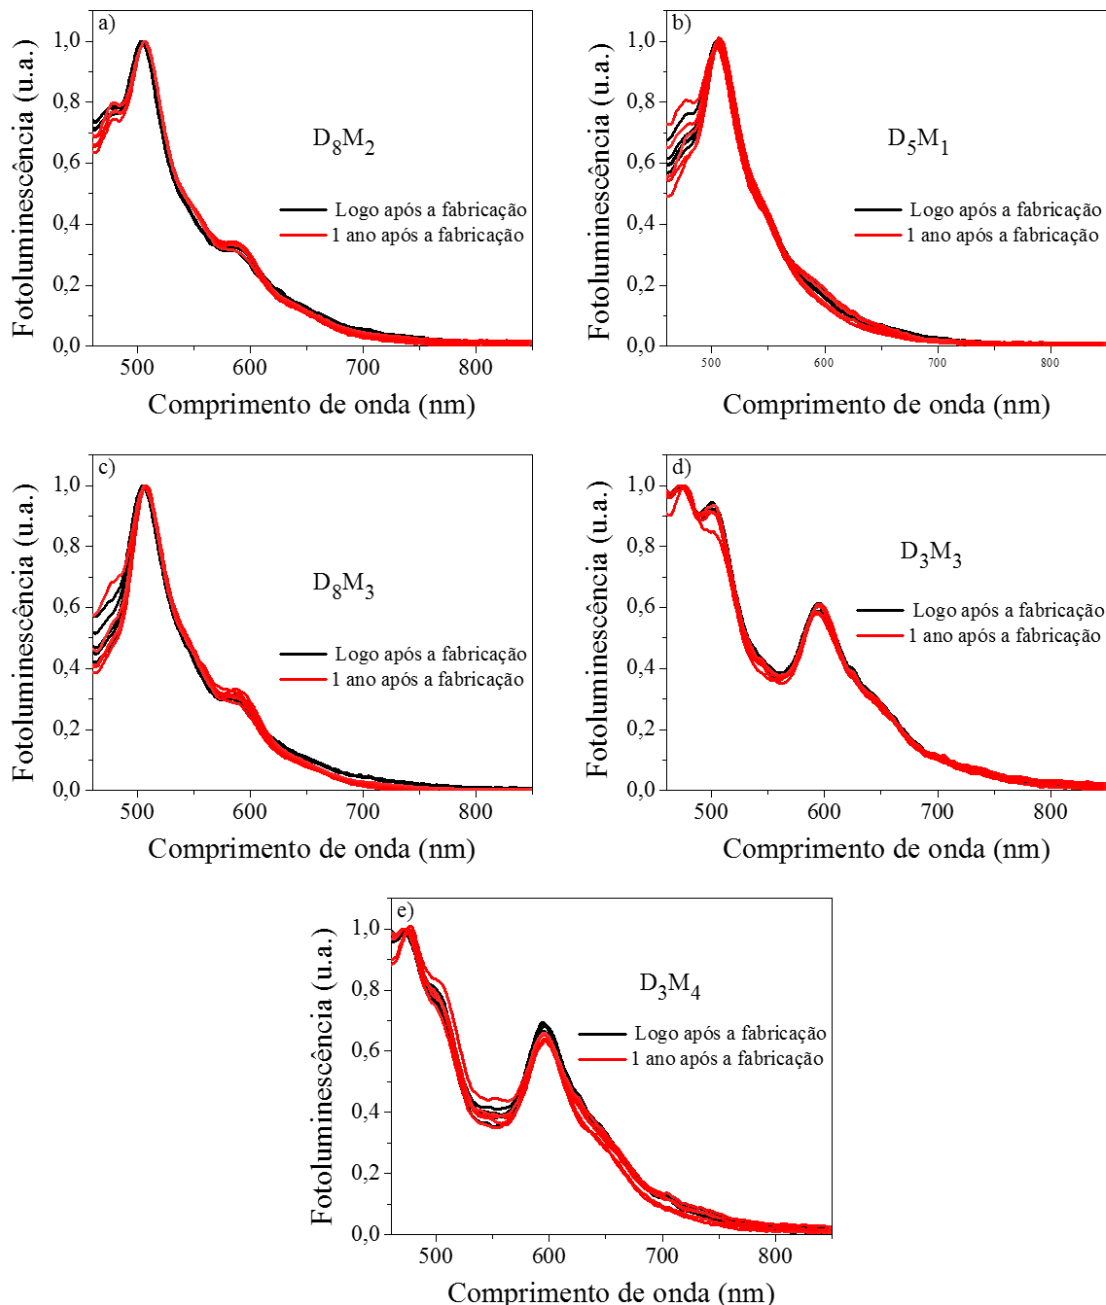 a)
Fotoluminescência (u.a.)
1,0
0,8
0,6
0,4
0,2
0,0
D8M2
Logo após a fabricação
1 ano após a fabricação
500 600 700 800
Comprimento de onda (nm)
b)
Fotoluminescência (u.a.)
1,0
0,8
0,6
0,4
0,2
0,0
D5M1
Logo após a fabricação
1 ano após a fabricação
500 600 700 800
Comprimento de onda (nm)
c)
Fotoluminescência (u.a.)
1,0
0,8
0,6
0,4
0,2
0,0
D8M3
Logo após a fabricação
1 ano após a fabricação
500 600 700 800
Comprimento de onda (nm)
d)
Fotoluminescência (u.a.)
1,0
0,8
0,6
0,4
0,2
0,0
D3M3
Logo após a fabricação
1 ano após a fabricação
500 600 700 800
Comprimento de onda (nm)
e)
Fotoluminescência (u.a.)
1,0
0,8
0,6
0,4
0,2
0,0
D3M4
Logo após a fabricação
1 ano após a fabricação
500 600 700 800
Comprimento de onda (nm)